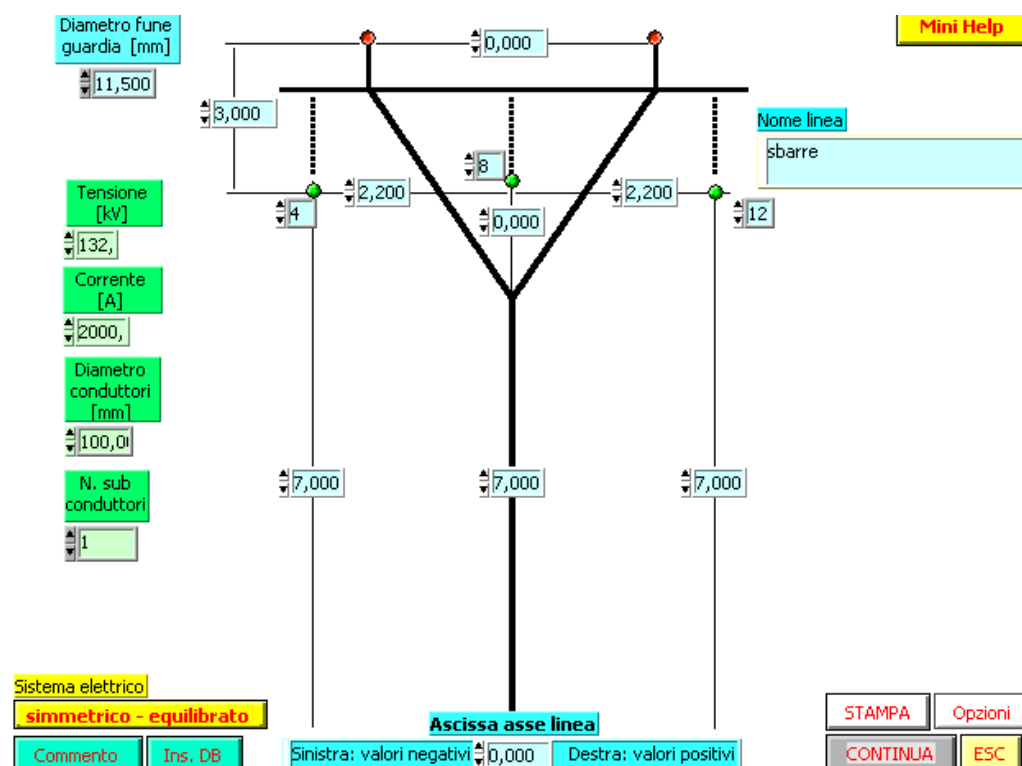 Diametro fune
guardia [mm]
11,500
0,000
Mini Help
3,000
Nome linea
sbarre
8
2,200
2,200
4
0,000
12
Tensione
[kV]
132,
Corrente
[A]
2000,
Diametro
conduttori
[mm]
100,0
7,000
7,000
7,000
N. sub
conduttori
1
Sistema elettrico
simmetrico - equilibrato
Commento
Ins. DB
Ascissa asse linea
Sinistra: valori negativi
0,000
Destra: valori positivi
STAMPA
Opzioni
CONTINUA
ESC